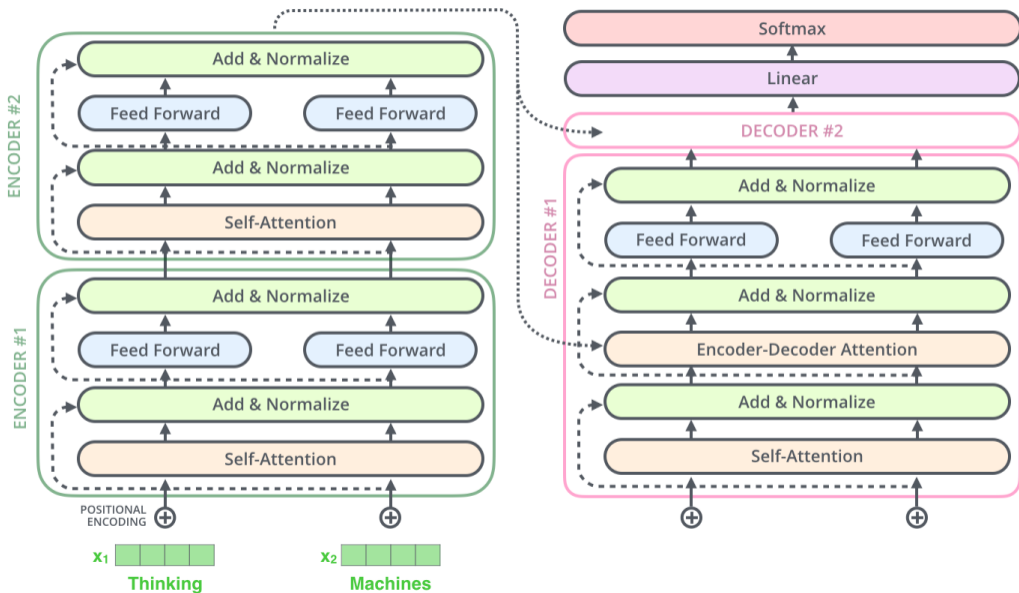 ENCODER #2
Add & Normalize
Feed Forward
Feed Forward
Add & Normalize
Self-Attention
ENCODER #1
Add & Normalize
Feed Forward
Feed Forward
Add & Normalize
Self-Attention
POSITIONAL
ENCODING
x₁
x₂
Thinking
Machines
Softmax
Linear
DECODER #2
DECODER #1
Add & Normalize
Feed Forward
Feed Forward
Add & Normalize
Encoder-Decoder Attention
Add & Normalize
Self-Attention